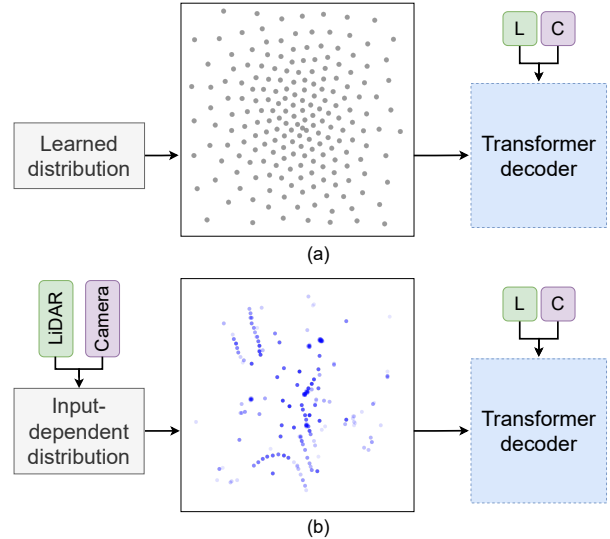 L C
Learned
distribution
Transformer
decoder
(a)
LiDAR
Camera
L C
Input-
dependent
distribution
Transformer
decoder
(b)